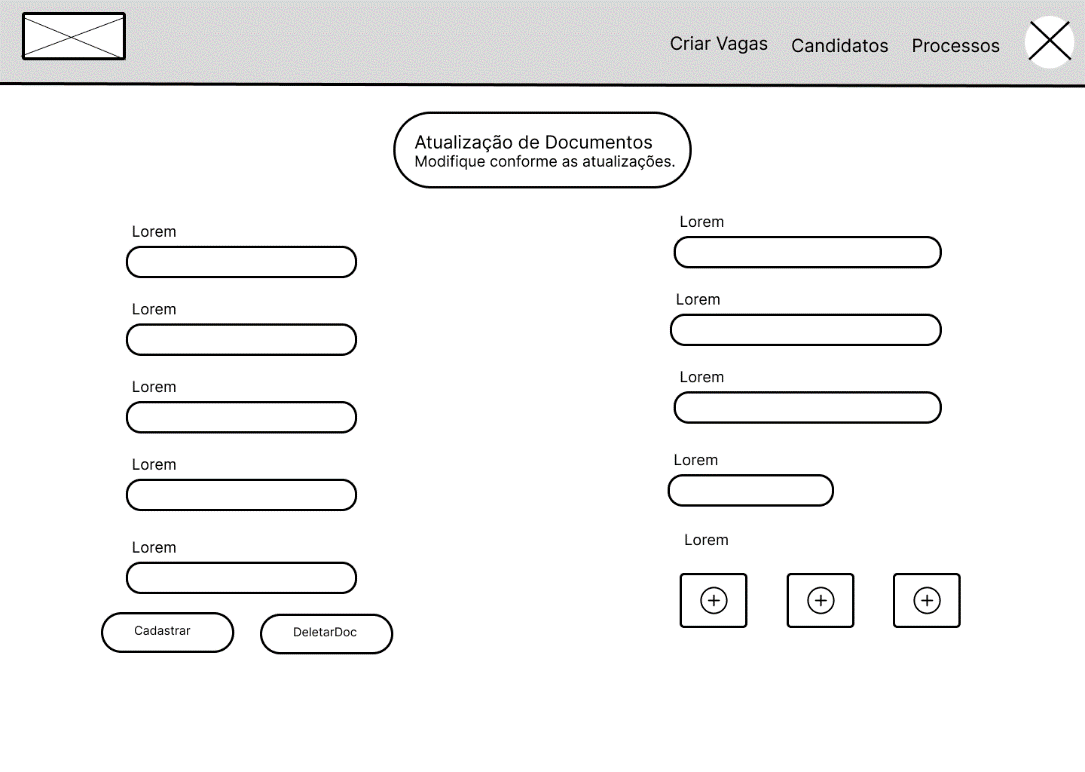 Criar Vagas
Candidatos
Processos
Atualização de Documentos
Modifique conforme as atualizações.
Lorem
Lorem
Lorem
Lorem
Lorem
Cadastrar
DeletarDoc
Lorem
Lorem
Lorem
Lorem
Lorem